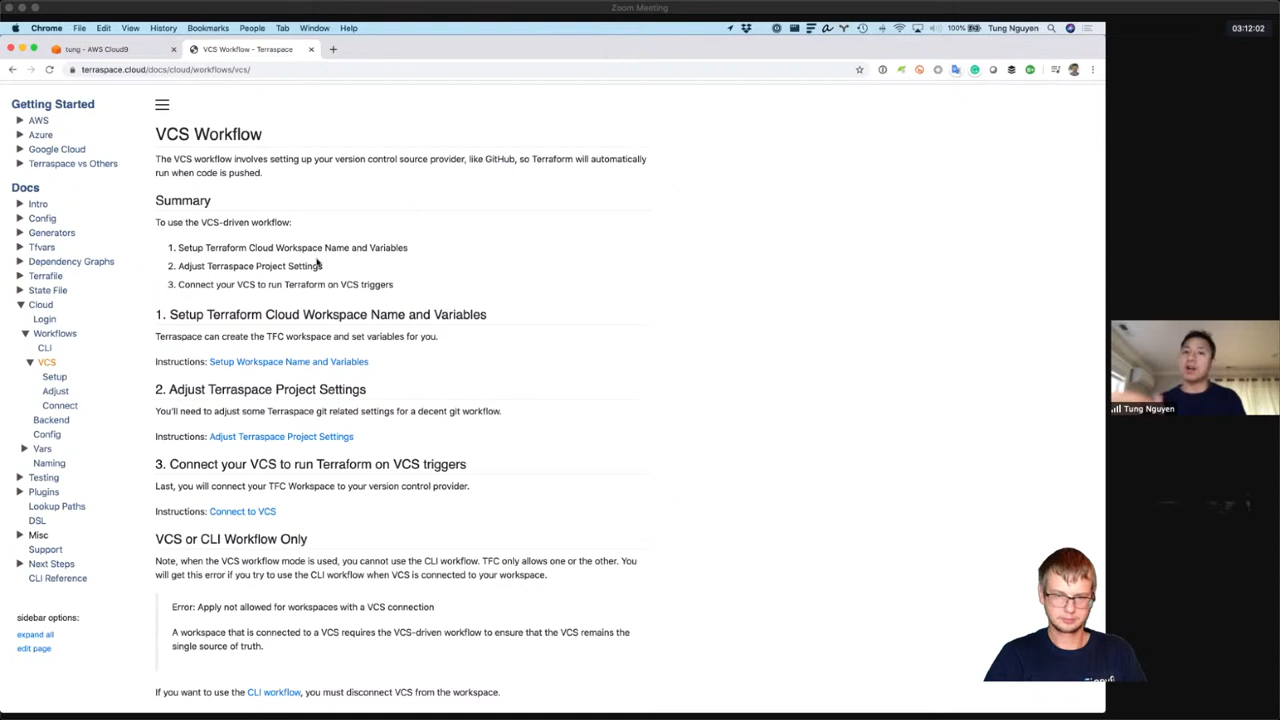 Zoom Meeting
Chrome File Edit View History Bookmarks People Tab Window Help
100% Tung Nguyen
03:12:02
tung - AWS Cloud9
VCS Workflow - Terraspace
terraspace.cloud/docs/cloud/workflows/vcs/
Getting Started
AWS
Azure
Google Cloud
Terraspace vs Others
Docs
Intro
Config
Generators
Tfvars
Dependency Graphs
Terrafile
State File
Cloud
Login
Workflows
CLI
VCS
Setup
Adjust
Connect
Backend
Config
Vars
Naming
Testing
Plugins
Lookup Paths
DSL
Misc
Support
Next Steps
CLI Reference
sidebar options:
expand all
edit page
VCS Workflow
The VCS workflow involves setting up your version control source provider, like GitHub, so Terraform will automatically
run when code is pushed.
Summary
To use the VCS-driven workflow:
1. Setup Terraform Cloud Workspace Name and Variables
2. Adjust Terraspace Project Settings
3. Connect your VCS to run Terraform on VCS triggers
1. Setup Terraform Cloud Workspace Name and Variables
Terraspace can create the TFC workspace and set variables for you.
Instructions: Setup Workspace Name and Variables
2. Adjust Terraspace Project Settings
You'll need to adjust some Terraspace git related settings for a decent git workflow.
Instructions: Adjust Terraspace Project Settings
3. Connect your VCS to run Terraform on VCS triggers
Last, you will connect your TFC Workspace to your version control provider.
Instructions: Connect to VCS
VCS or CLI Workflow Only
Note, when the VCS workflow mode is used, you cannot use the CLI workflow. TFC only allows one or the other. You
will get this error if you try to use the CLI workflow when VCS is connected to your workspace.
Error: Apply not allowed for workspaces with a VCS connection
A workspace that is connected to a VCS requires the VCS-driven workflow to ensure that the VCS remains the
single source of truth.
If you want to use the CLI workflow, you must disconnect VCS from the workspace.
Tung Nguyen